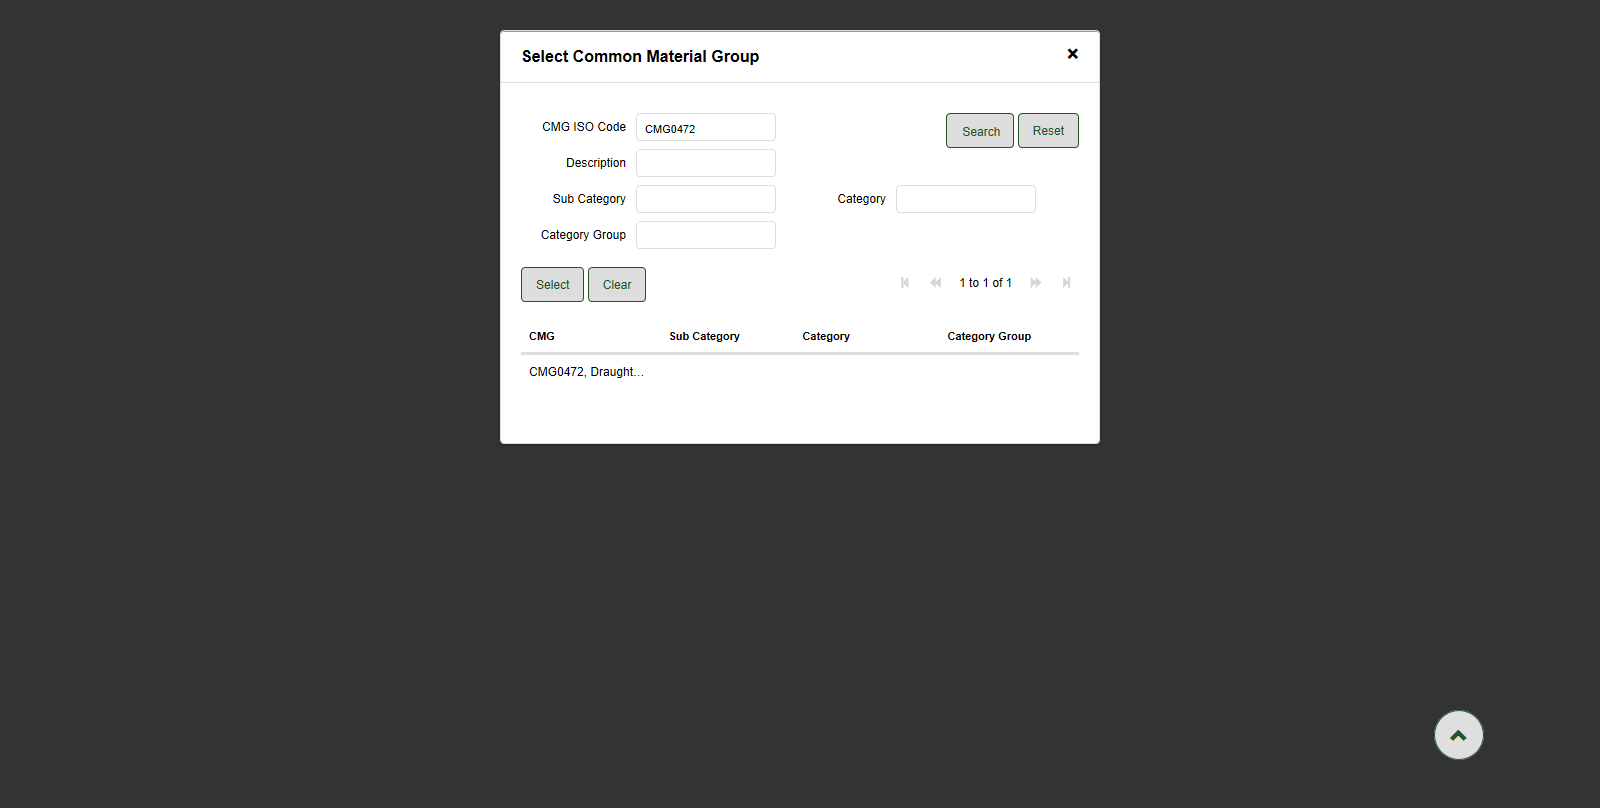 Select Common Material Group
CMG ISO Code CMG0472 Search Reset
Description
Sub Category Category
Category Group
Select Clear 1 to 1 of 1
CMG Sub Category Category Category Group
CMG0472, Draught...